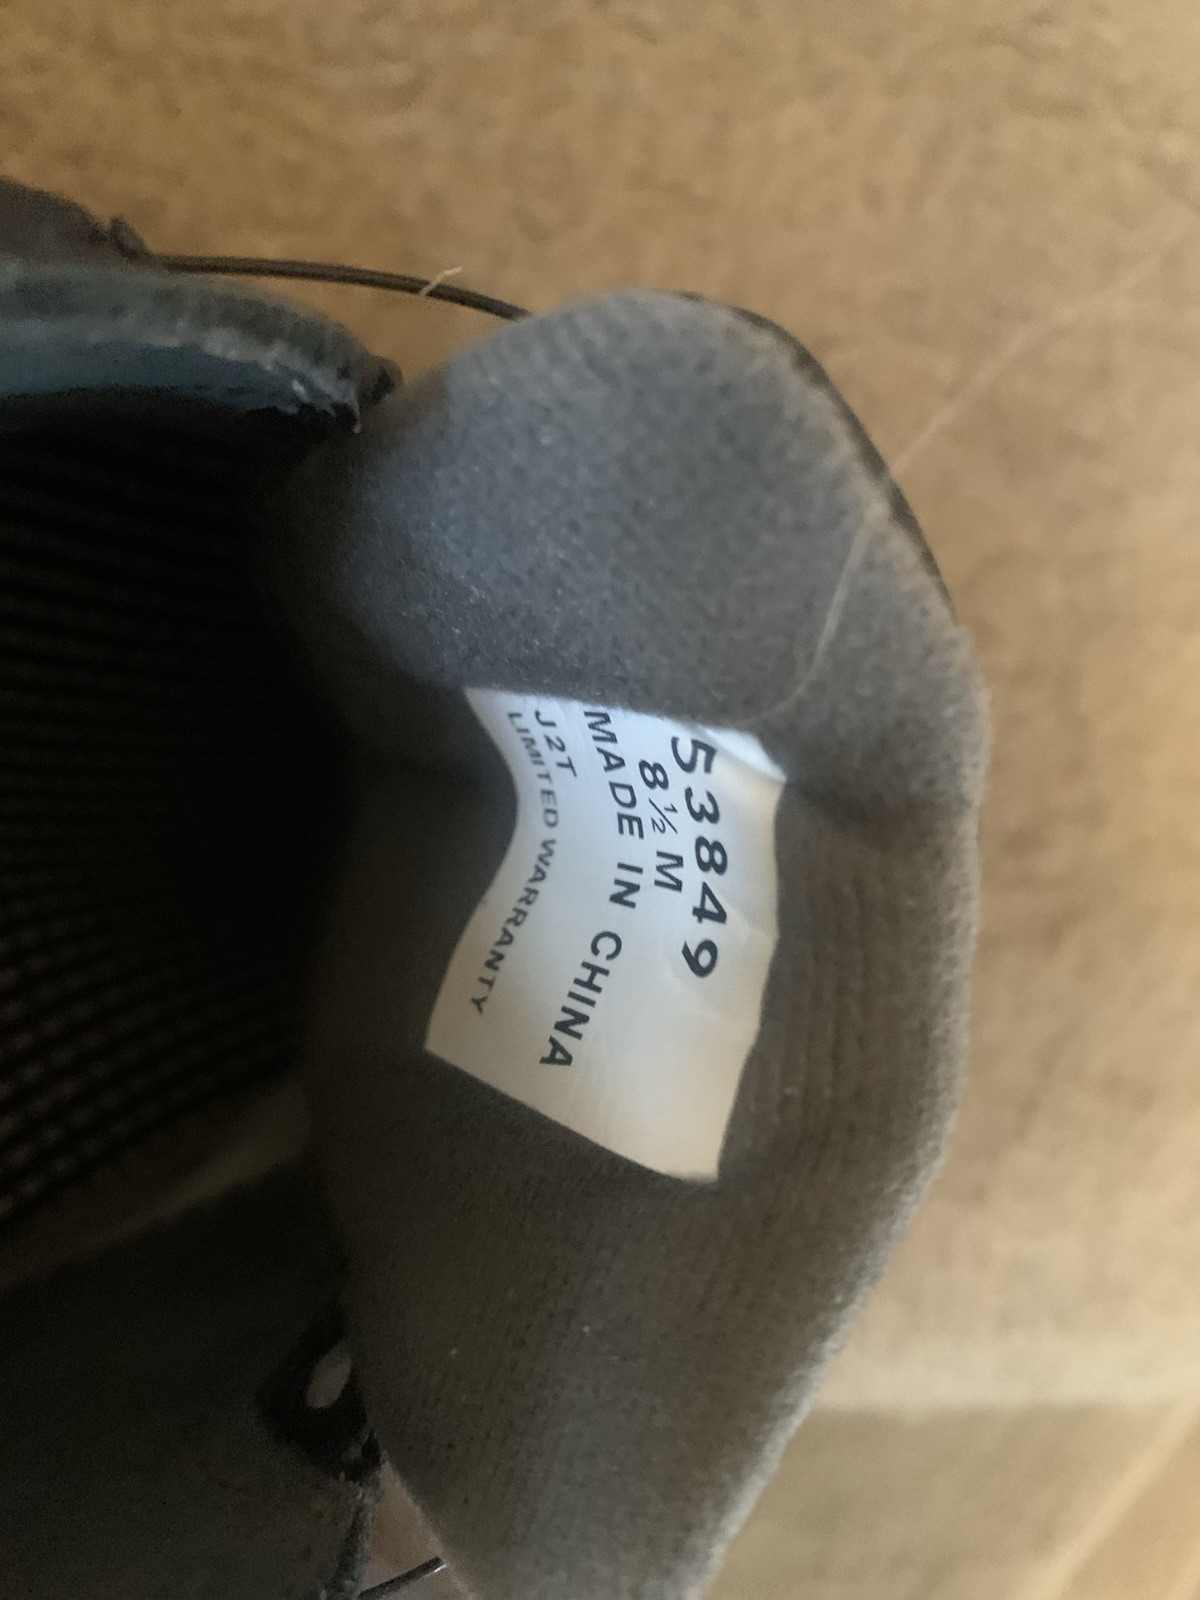 53849
8½ M
MADE IN CHINA
J2T
LIMITED WARRANTY